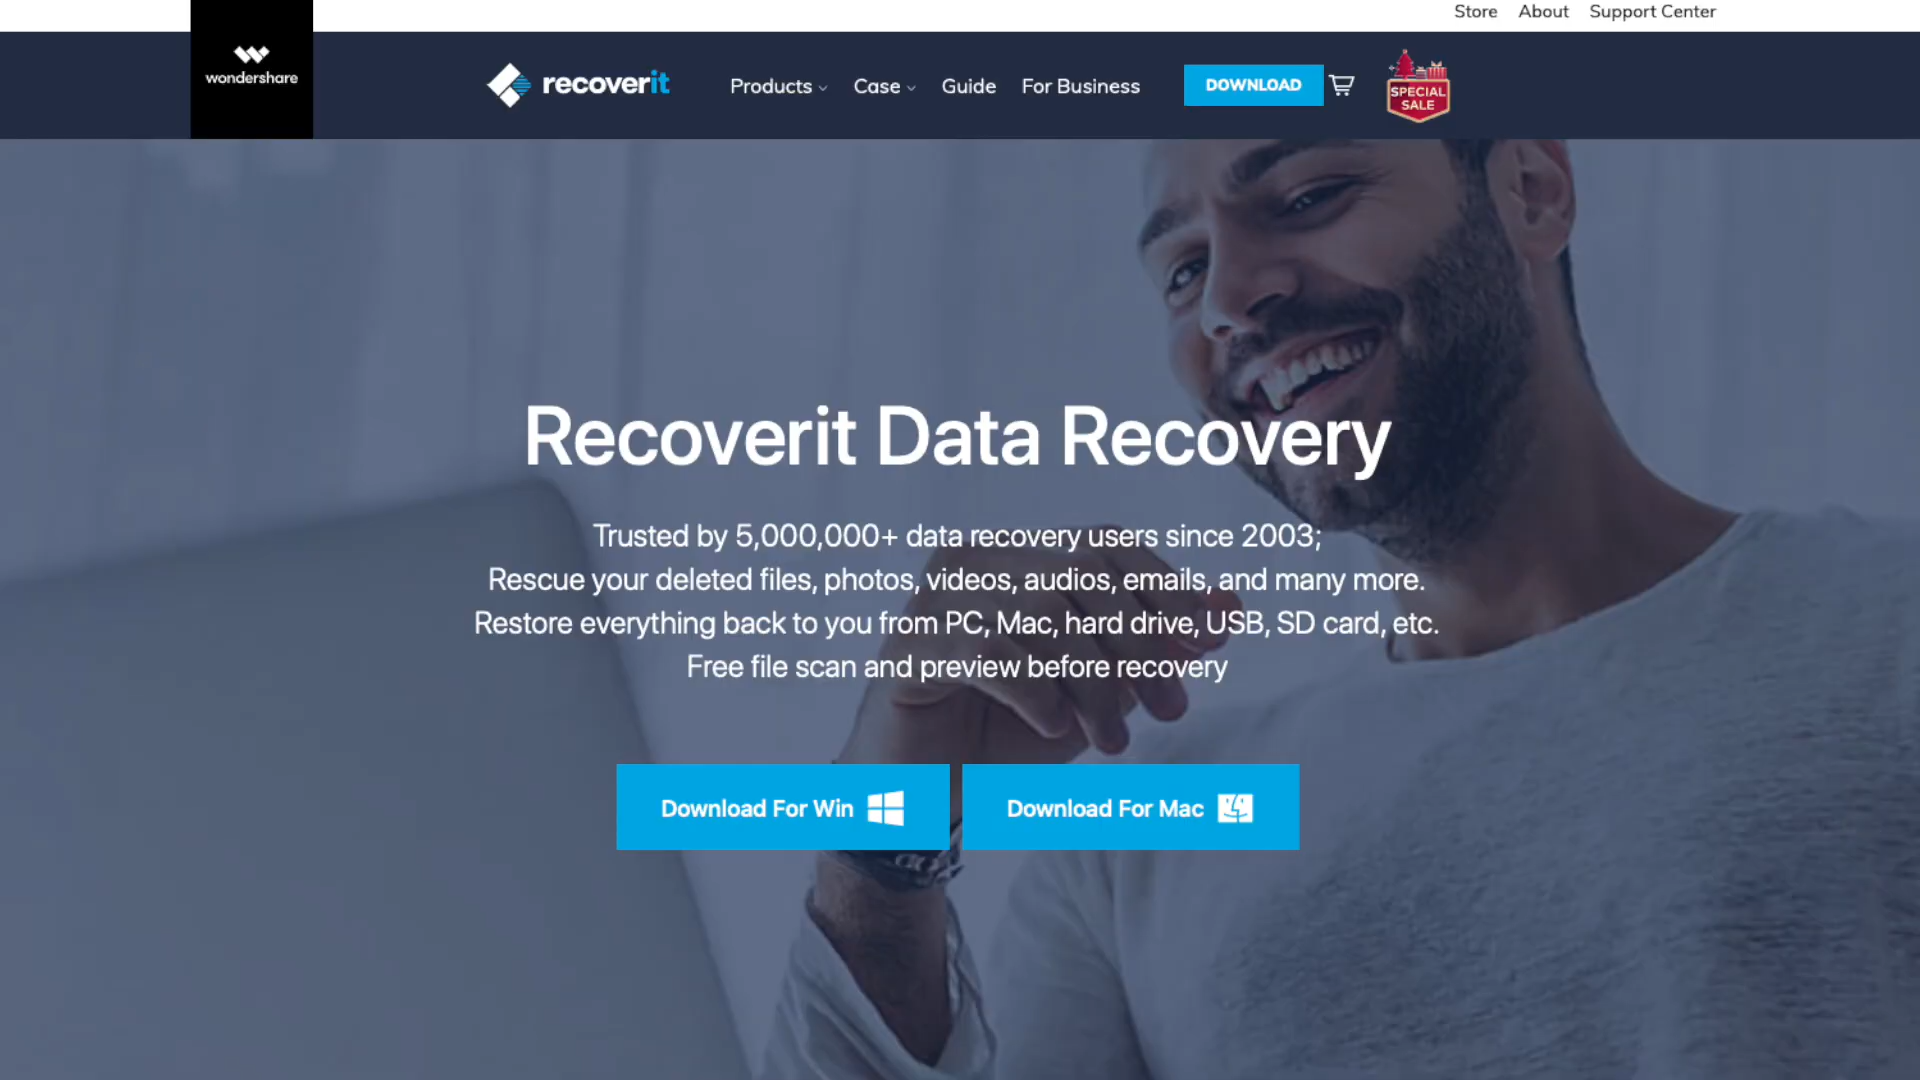 Store About Support Center
wondershare
recoverit
Products Case Guide For Business
DOWNLOAD
SPECIAL
SALE
Recoverit Data Recovery
Trusted by 5,000,000+ data recovery users since 2003;
Rescue your deleted files, photos, videos, audios, emails, and many more.
Restore everything back to you from PC, Mac, hard drive, USB, SD card, etc.
Free file scan and preview before recovery
Download For Win
Download For Mac